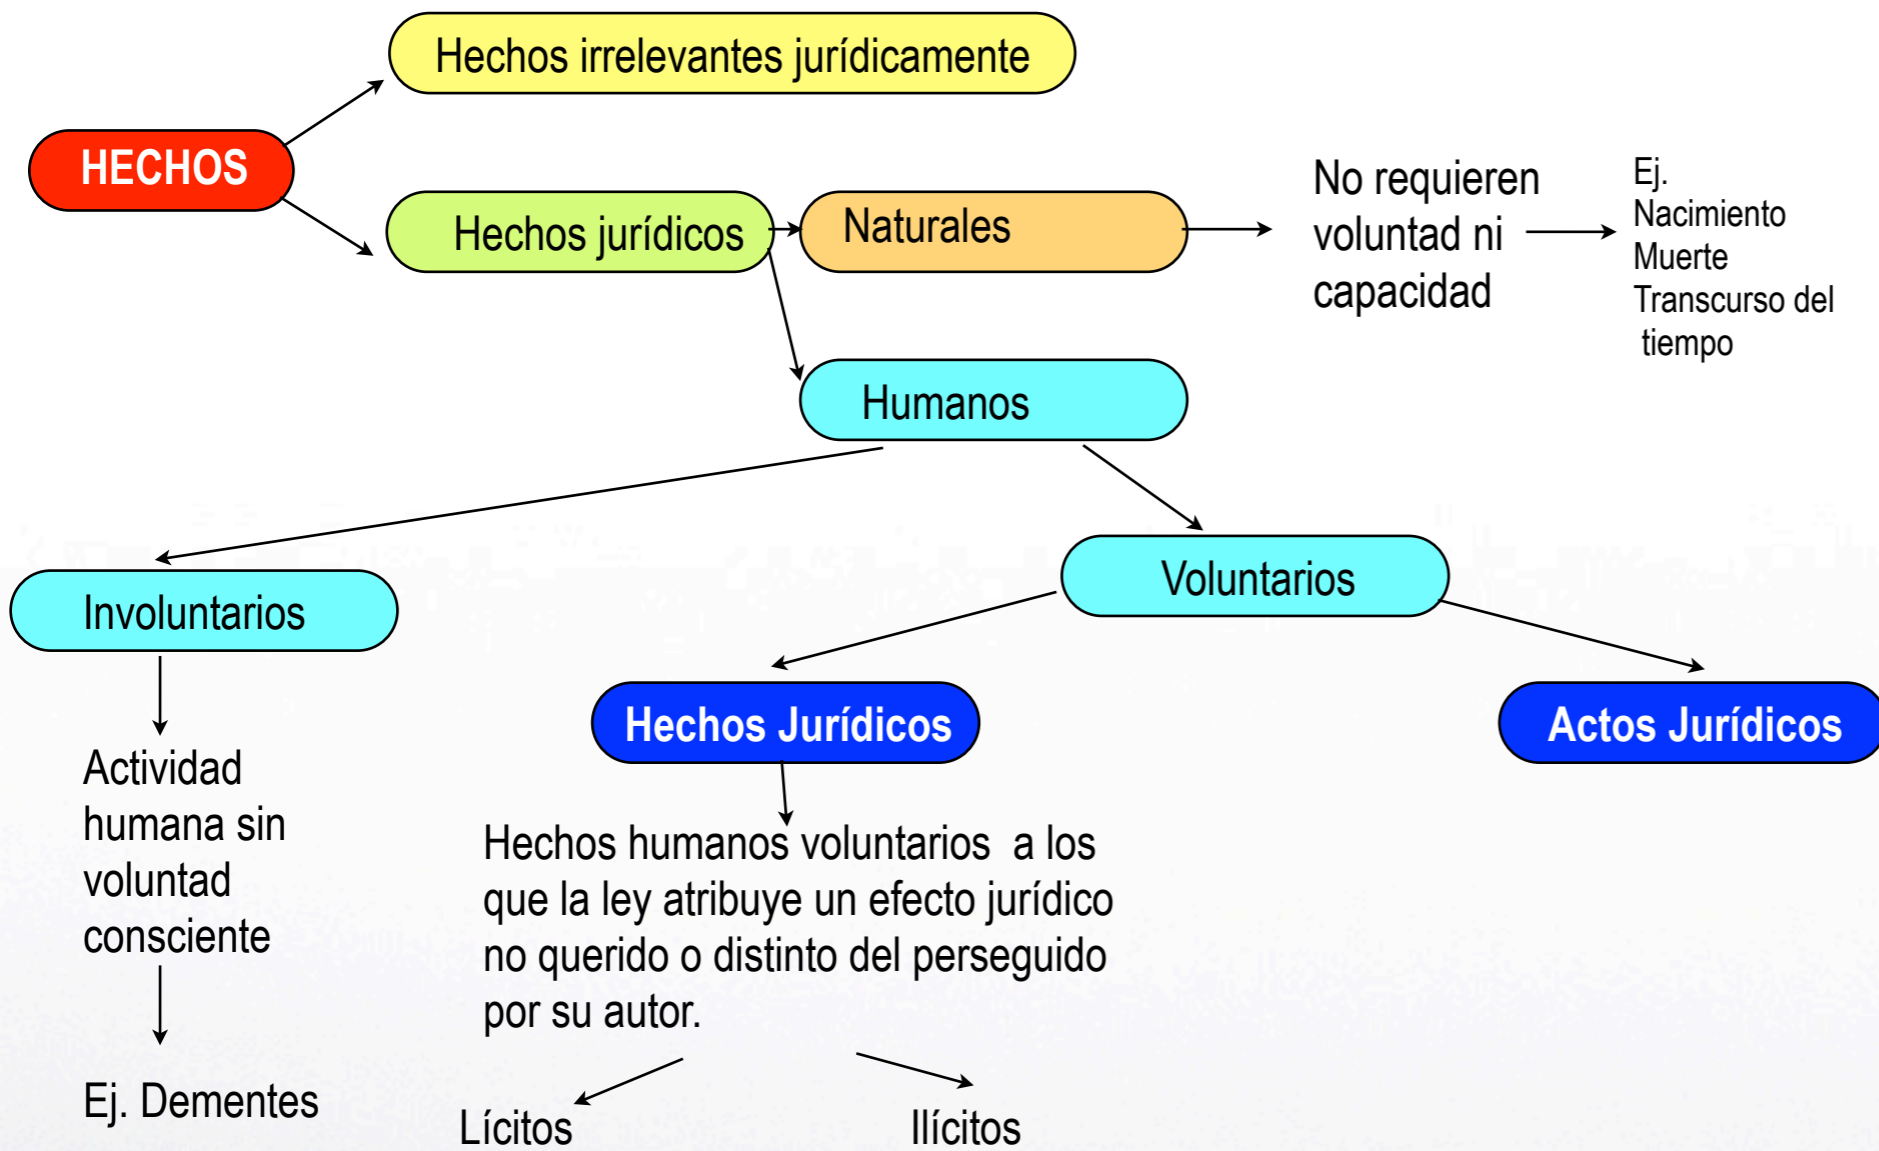 Hechos irrelevantes jurídicamente
HECHOS
Hechos jurídicos
Naturales
No requieren
voluntad ni
capacidad
Ej.
Nacimiento
Muerte
Transcurso del
tiempo
Humanos
Involuntarios
Voluntarios
Hechos Jurídicos
Actos Jurídicos
Actividad
humana sin
voluntad
consciente
Ej. Dementes
Hechos humanos voluntarios a los
que la ley atribuye un efecto jurídico
no querido o distinto del perseguido
por su autor.
Lícitos
Ilícitos